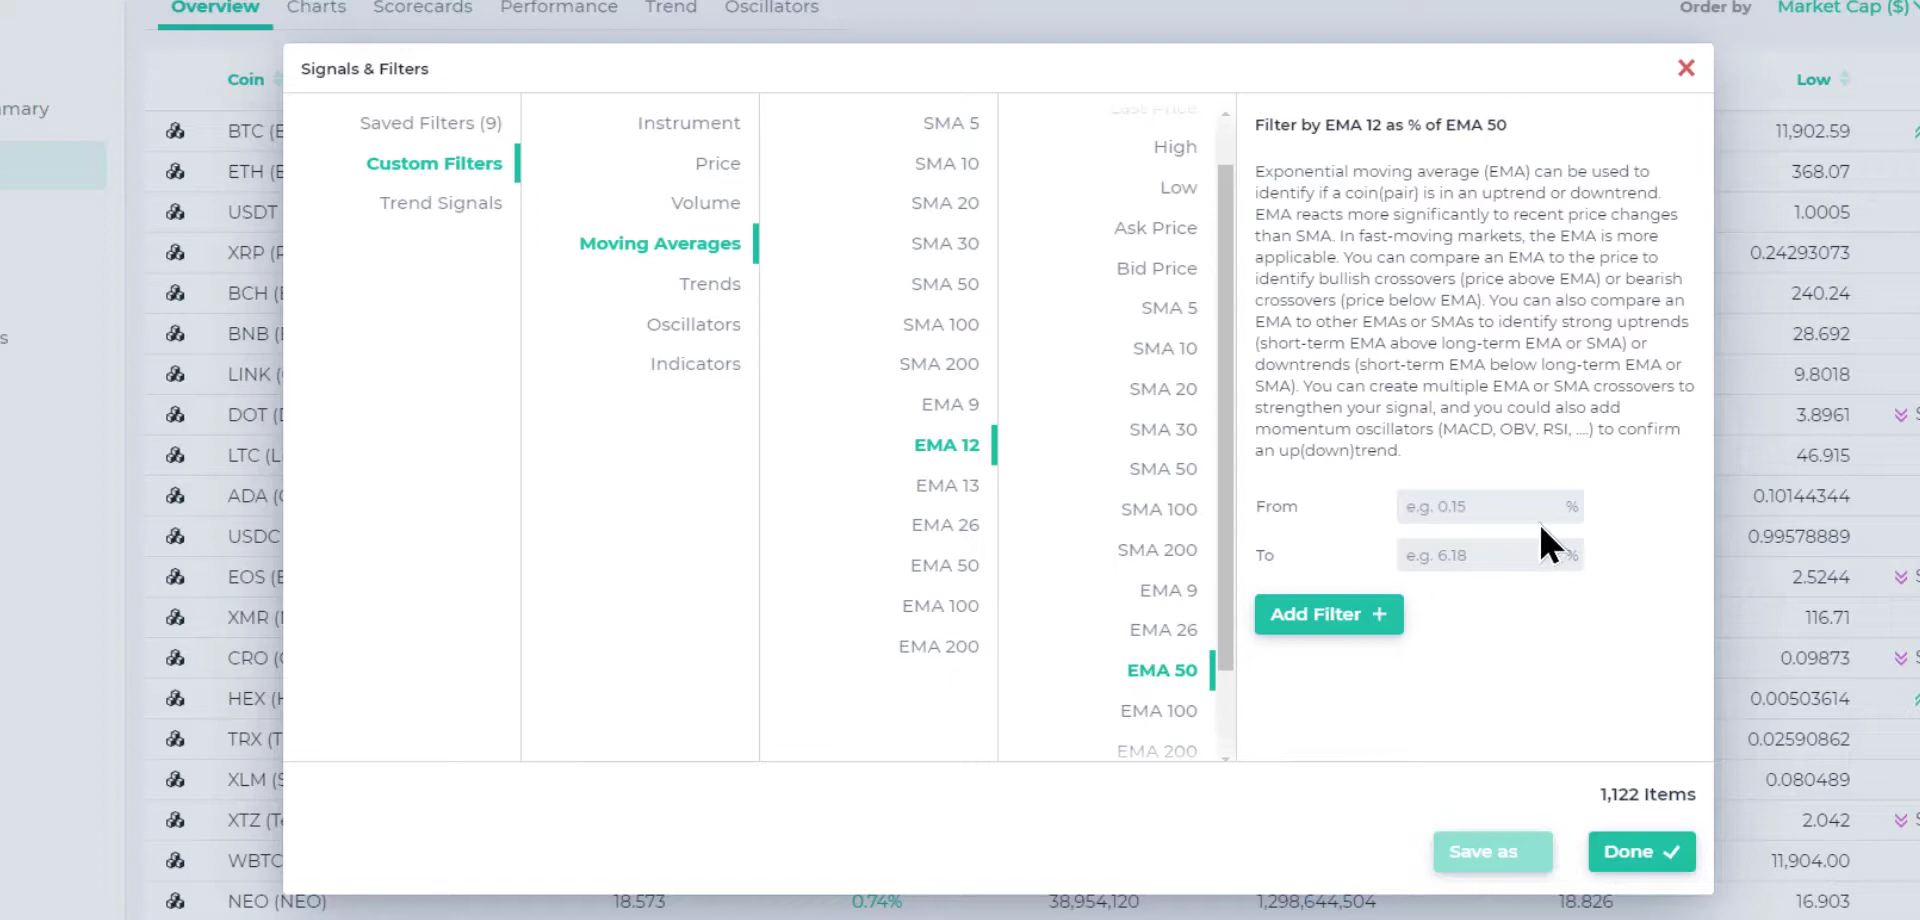 Overview Charts Scorecards Performance Trend Oscillators Order by Market Cap ($)
Signals & Filters
Coin
Low
mary
s
BTC (E
ETH (E
USDT
XRP (F
BCH (E
BNB (E
LINK (
DOT (D
LTC (L
ADA (
USDC
EOS (E
XMR (
CRO (
HEX (H
TRX (T
XLM (S
XTZ (Te
WBTC
NEO (NEO) 18.573 0.74% 38,954,120 1,298,644,504 18.826 16.903
Saved Filters (9)
Custom Filters
Trend Signals
Instrument
Price
Volume
Moving Averages
Trends
Oscillators
Indicators
SMA 5
SMA 10
SMA 20
SMA 30
SMA 50
SMA 100
SMA 200
EMA 9
EMA 12
EMA 13
EMA 26
EMA 50
EMA 100
EMA 200
Last Price
High
Low
Ask Price
Bid Price
SMA 5
SMA 10
SMA 20
SMA 30
SMA 50
SMA 100
SMA 200
EMA 9
EMA 26
EMA 50
EMA 100
EMA 200
Filter by EMA 12 as % of EMA 50
Exponential moving average (EMA) can be used to
identify if a coin(pair) is in an uptrend or downtrend.
EMA reacts more significantly to recent price changes
than SMA. In fast-moving markets, the EMA is more
applicable. You can compare an EMA to the price to
identify bullish crossovers (price above EMA) or bearish
crossovers (price below EMA). You can also compare an
EMA to other EMAs or SMAs to identify strong uptrends
(short-term EMA above long-term EMA or SMA) or
downtrends (short-term EMA below long-term EMA or
SMA). You can create multiple EMA or SMA crossovers to
strengthen your signal, and you could also add
momentum oscillators (MACD, OBV, RSI, ....) to confirm
an up(down)trend.
From e.g. 0.15 %
To e.g. 6.18 %
Add Filter +
1,122 Items
Save as
Done
11,902.59
368.07
1.0005
0.24293073
240.24
28.692
9.8018
3.8961
46.915
0.10144344
0.99578889
2.5244
116.71
0.09873
0.00503614
0.02590862
0.080489
2.042
11,904.00